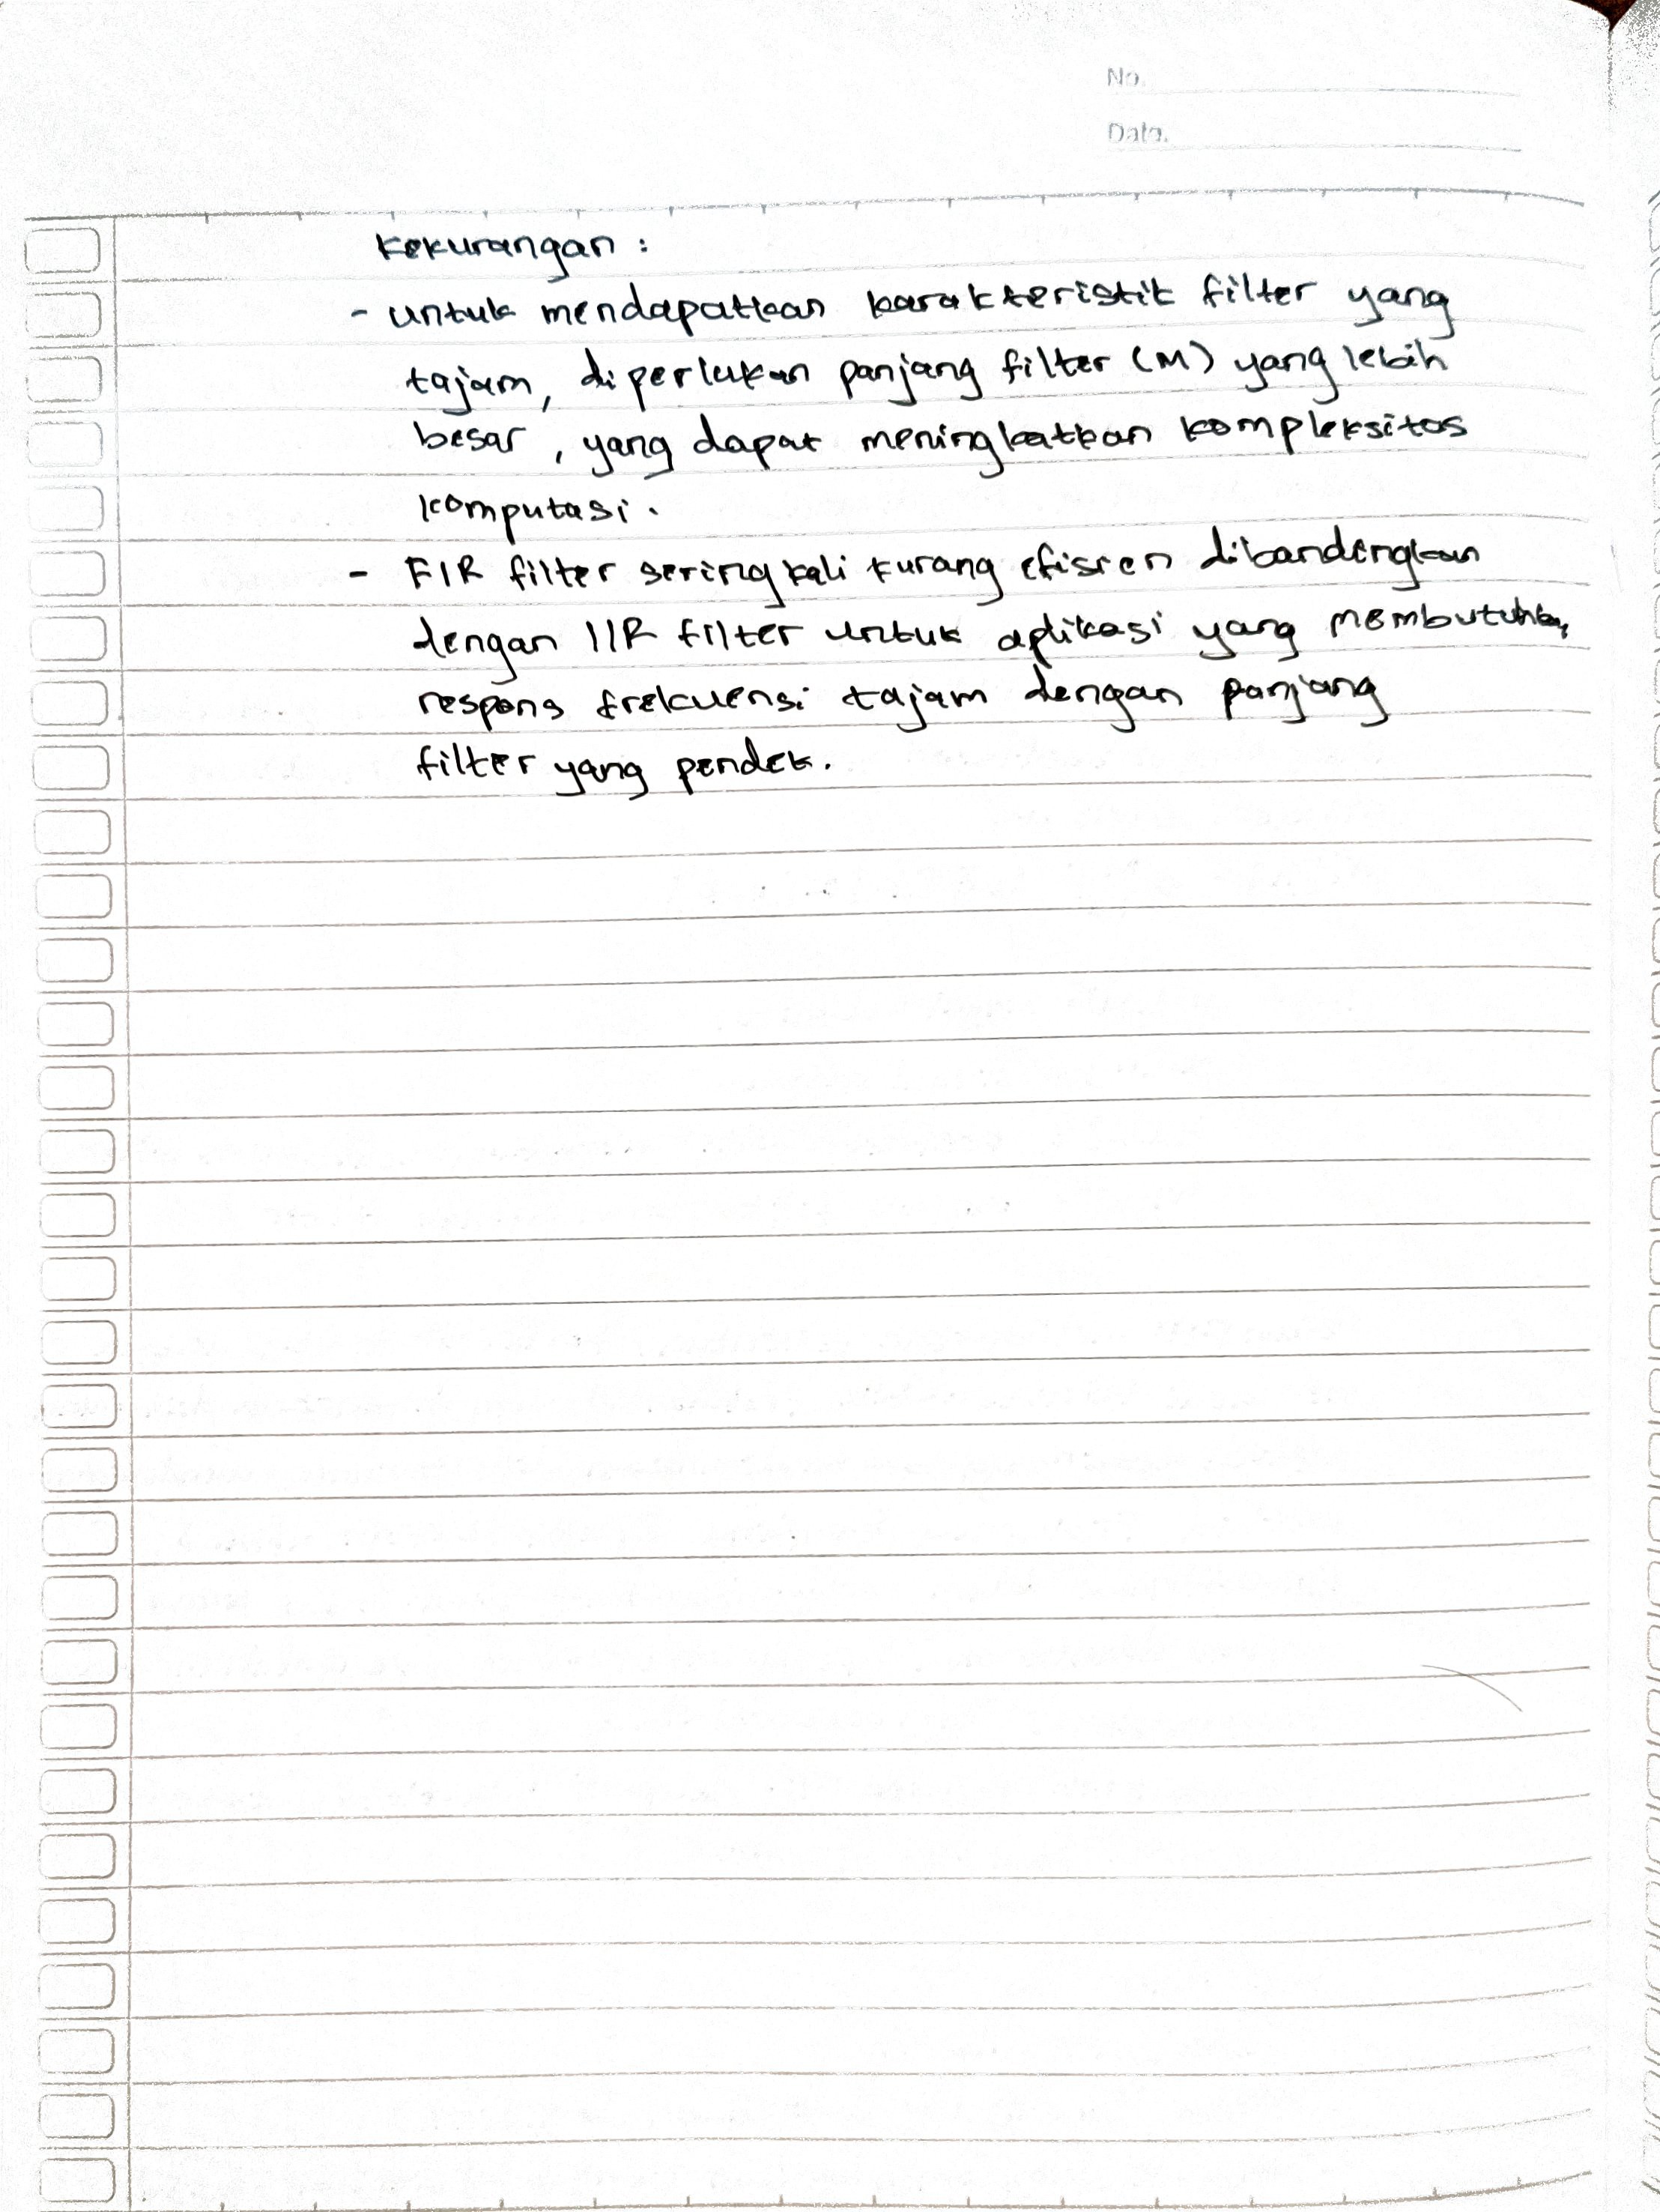 No.
Date.
Kekurangan :
- untuk mendapatkan karakteristik filter yang
tajam, diperlukan panjang filter (M) yang lebih
besar, yang dapat meningkatkan kompleksitas
komputasi.
- FIR filter seringkali kurang efisien dibandingkan
dengan IIR filter untuk aplikasi yang membutuhkan
respons frekuensi tajam dengan panjang
filter yang pendek.